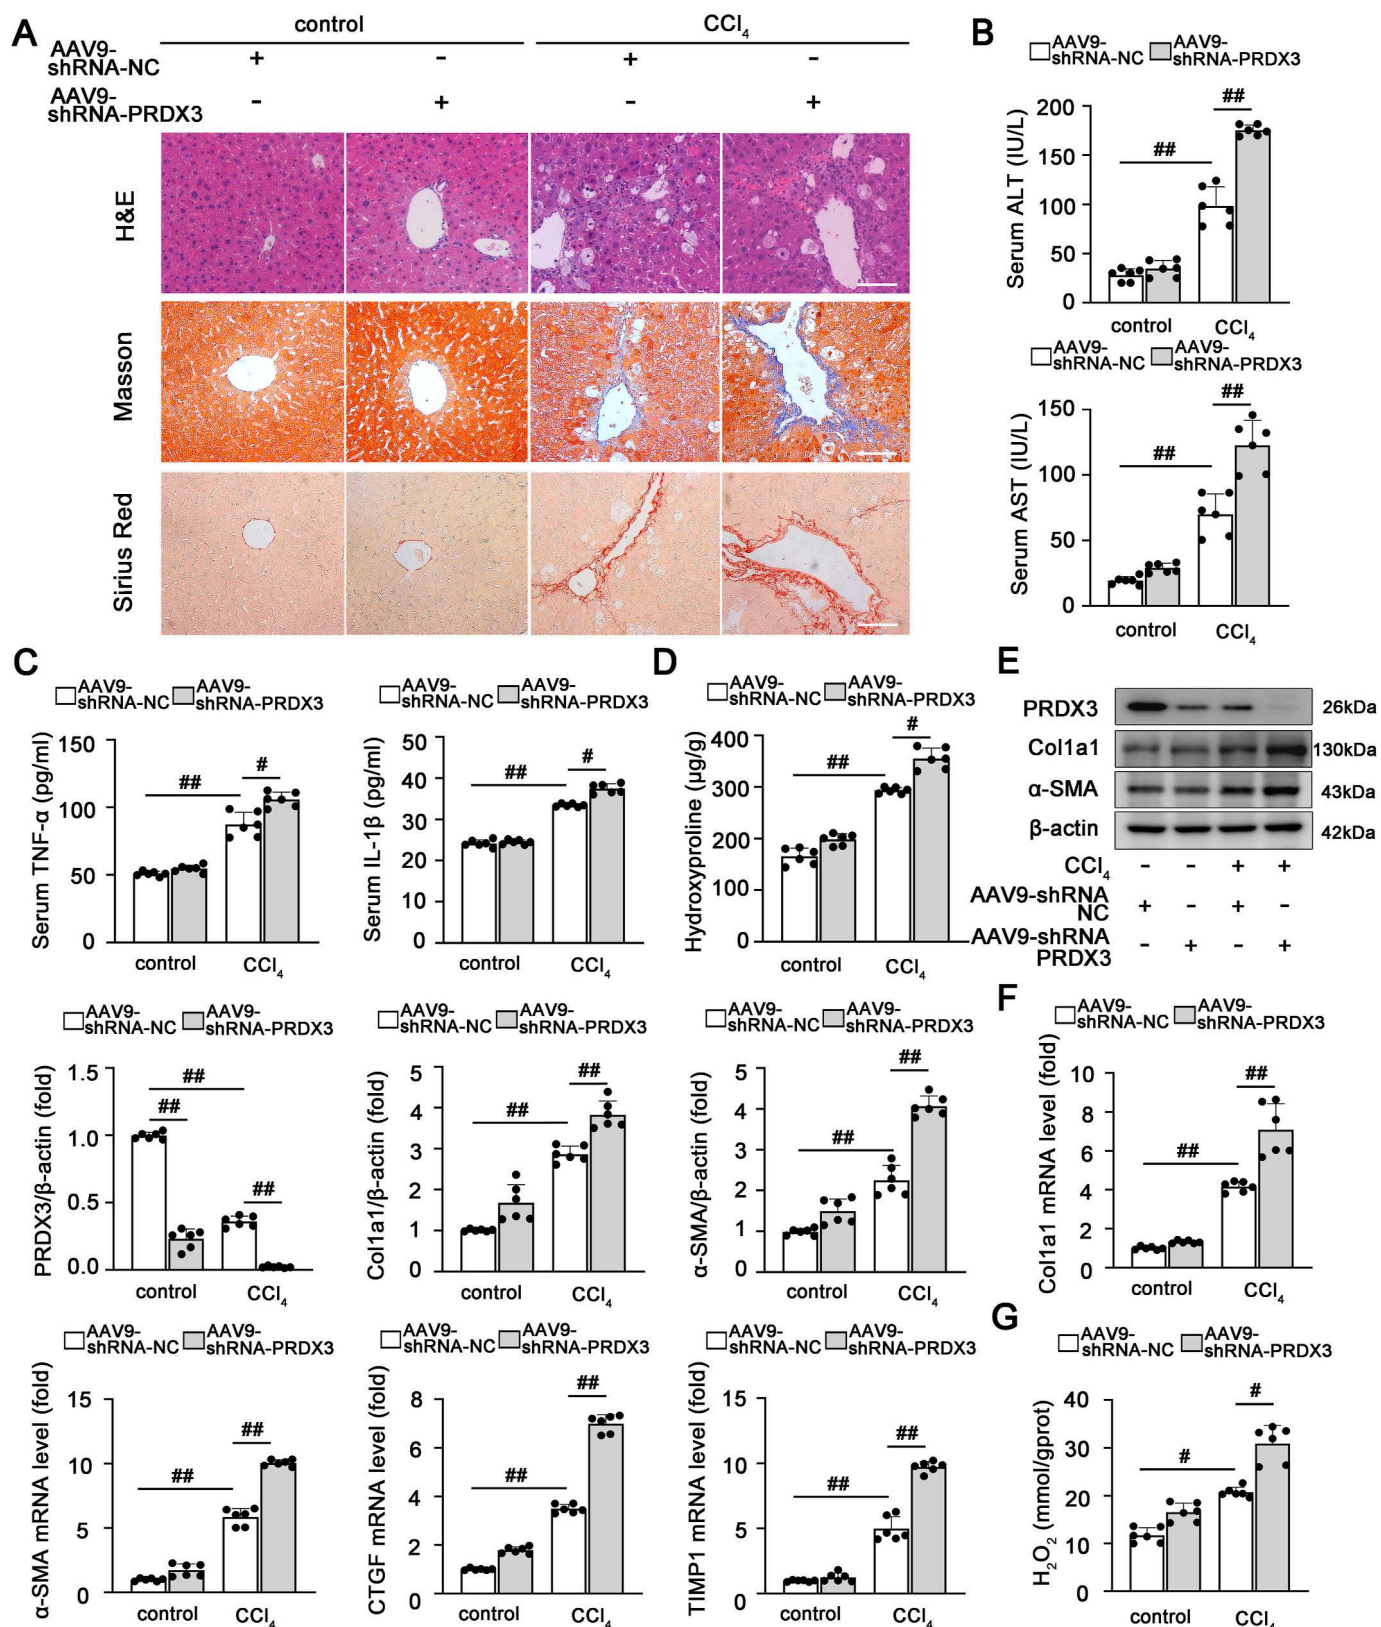 A
control
CCl₄
AAV9-
shRNA-NC
+ - + -
AAV9-
shRNA-PRDX3
- + - +
H&E
Masson
Sirius Red
B
AAV9-
shRNA-NC
AAV9-
shRNA-PRDX3
Serum ALT (IU/L)
200
150
100
50
0
##
##
control
CCl₄
AAV9-
shRNA-NC
AAV9-
shRNA-PRDX3
Serum AST (IU/L)
150
100
50
0
##
##
control
CCl₄
C
AAV9-
shRNA-NC
AAV9-
shRNA-PRDX3
Serum TNF-α (pg/ml)
150
100
50
0
##
#
control
CCl₄
AAV9-
shRNA-NC
AAV9-
shRNA-PRDX3
Serum IL-1β (pg/ml)
50
40
30
20
10
0
##
#
control
CCl₄
D
AAV9-
shRNA-NC
AAV9-
shRNA-PRDX3
Hydroxyproline (μg/g)
400
300
200
100
0
##
#
control
CCl₄
E
PRDX3
26kDa
Col1a1
130kDa
α-SMA
43kDa
β-actin
42kDa
CCl₄
- - + +
AAV9-shRNA
NC
+ - + -
AAV9-shRNA
PRDX3
- + - +
AAV9-
shRNA-NC
AAV9-
shRNA-PRDX3
PRDX3/β-actin (fold)
1.5
1.0
0.5
0.0
##
##
##
control
CCl₄
AAV9-
shRNA-NC
AAV9-
shRNA-PRDX3
Col1a1/β-actin (fold)
5
4
3
2
1
0
##
##
control
CCl₄
AAV9-
shRNA-NC
AAV9-
shRNA-PRDX3
α-SMA/β-actin (fold)
5
4
3
2
1
0
##
##
control
CCl₄
F
AAV9-
shRNA-NC
AAV9-
shRNA-PRDX3
Col1a1 mRNA level (fold)
10
8
6
4
2
0
##
##
control
CCl₄
AAV9-
shRNA-NC
AAV9-
shRNA-PRDX3
α-SMA mRNA level (fold)
15
10
5
0
##
##
control
CCl₄
AAV9-
shRNA-NC
AAV9-
shRNA-PRDX3
CTGF mRNA level (fold)
8
6
4
2
0
##
##
control
CCl₄
AAV9-
shRNA-NC
AAV9-
shRNA-PRDX3
TIMP1 mRNA level (fold)
15
10
5
0
##
##
control
CCl₄
G
AAV9-
shRNA-NC
AAV9-
shRNA-PRDX3
H₂O₂ (mmol/gprot)
40
30
20
10
0
#
#
control
CCl₄